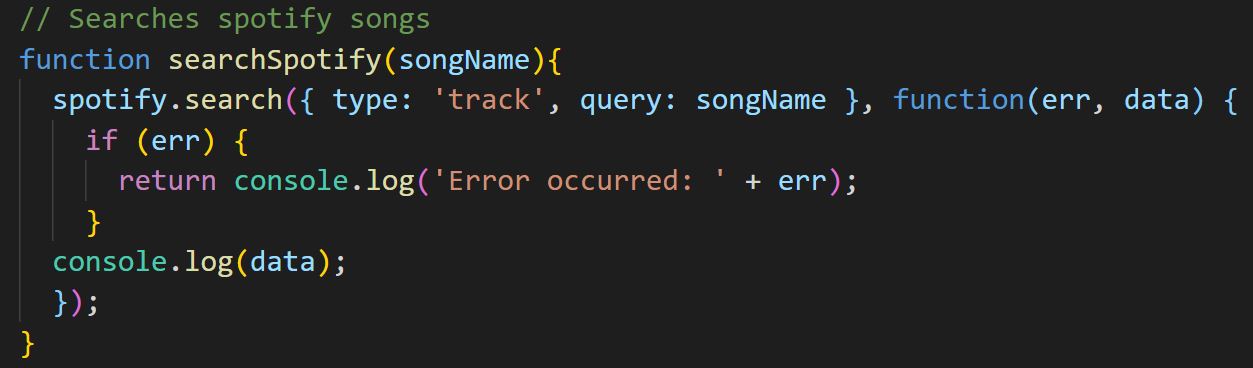 // Searches spotify songs
function searchSpotify(songName){
  spotify.search({ type: 'track', query: songName }, function(err, data) {
    if (err) {
      return console.log('Error occurred: ' + err);
    }
  console.log(data);
  });
}